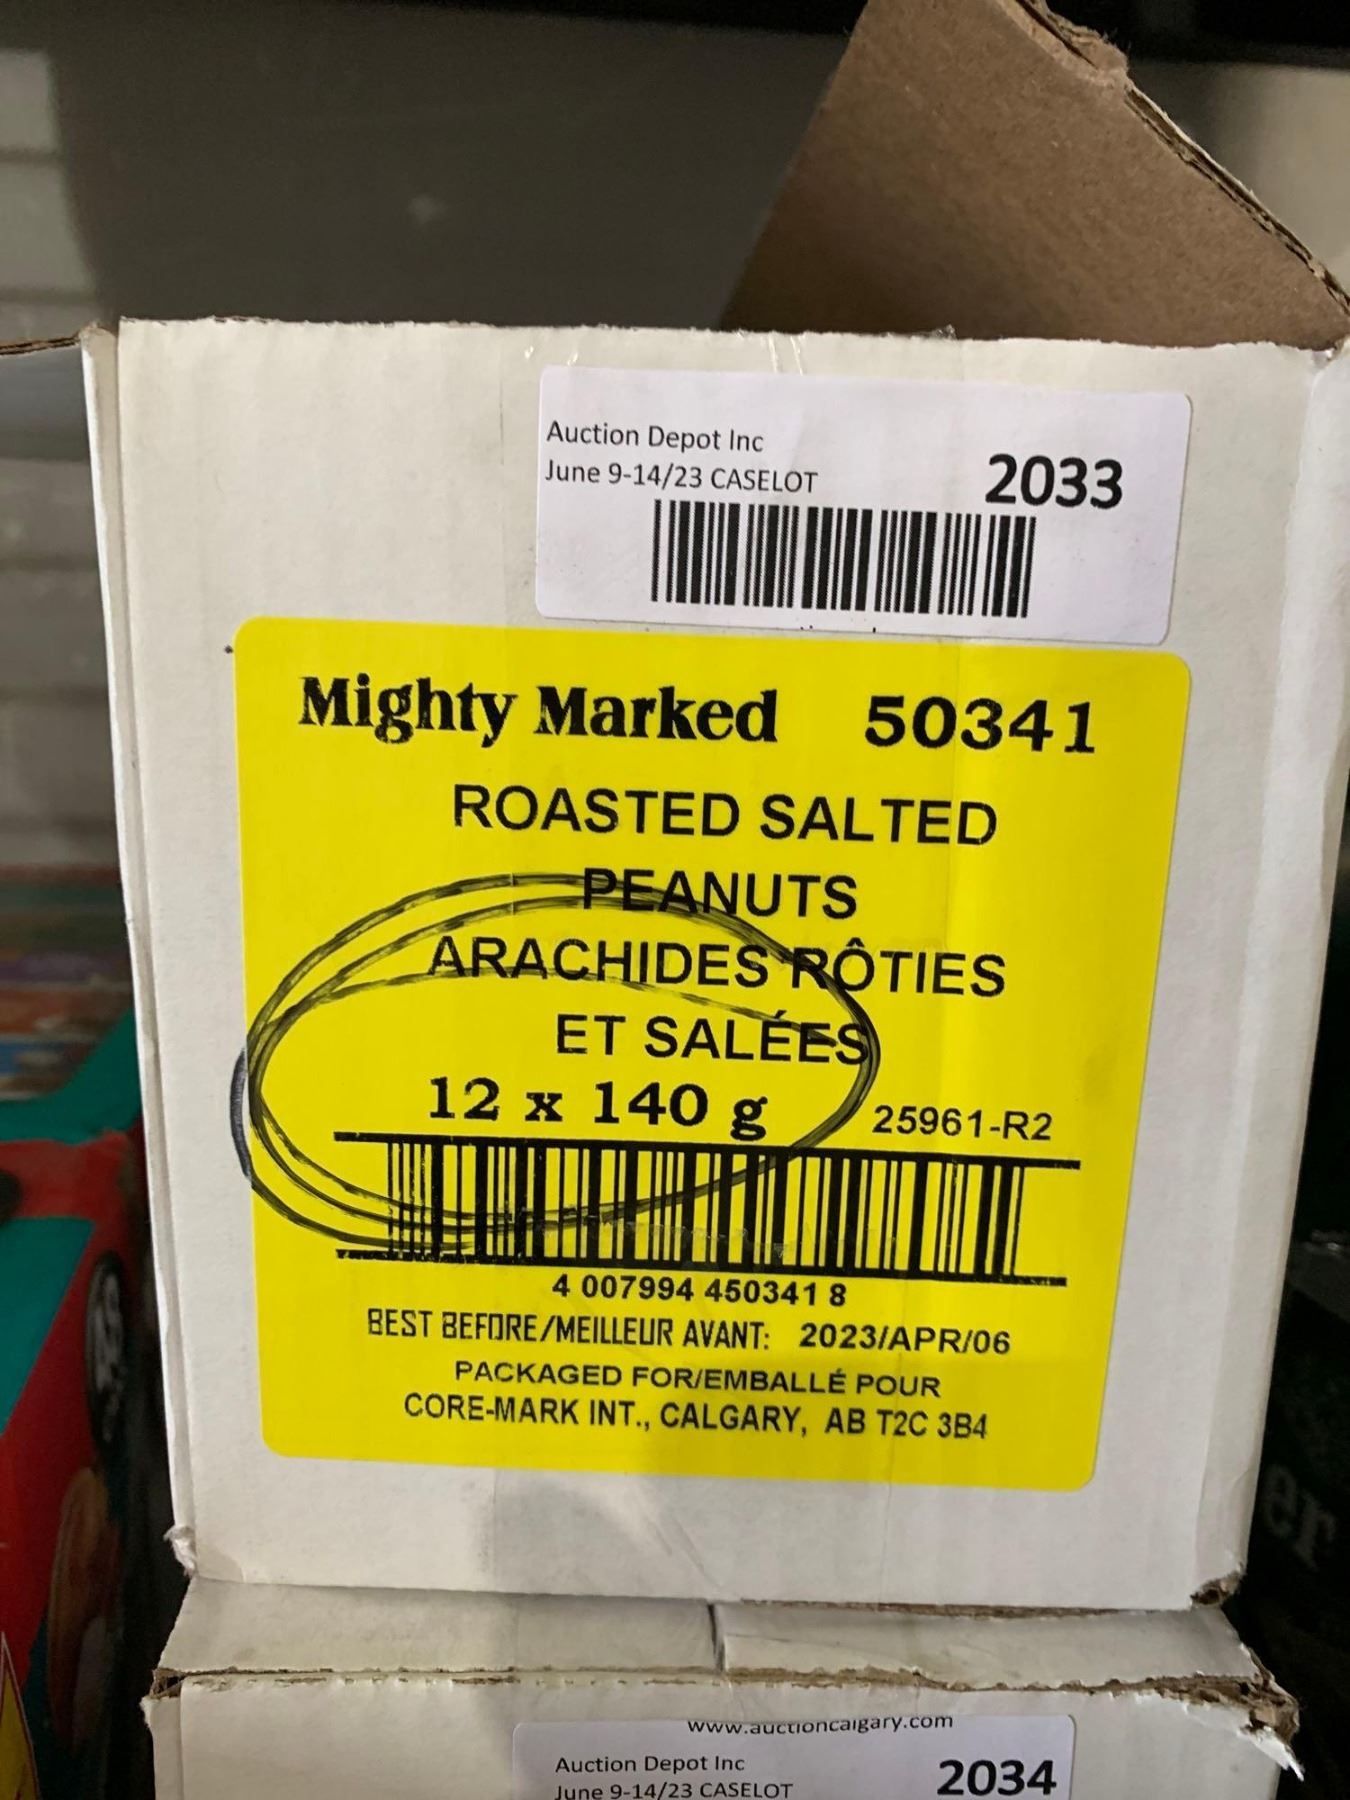 Auction Depot Inc
June 9-14/23 CASELOT
2033
Mighty Marked 50341
ROASTED SALTED
PEANUTS
ARACHIDES RÔTIES
ET SALÉES
12 x 140 g
25961-R2
4 007994 450341 8
BEST BEFORE/MEILLEUR AVANT: 2023/APR/06
PACKAGED FOR/EMBALLÉ POUR
CORE-MARK INT., CALGARY, AB T2C 3B4
er
www.auctioncalgary.com
Auction Depot Inc
June 9-14/23 CASELOT
2034